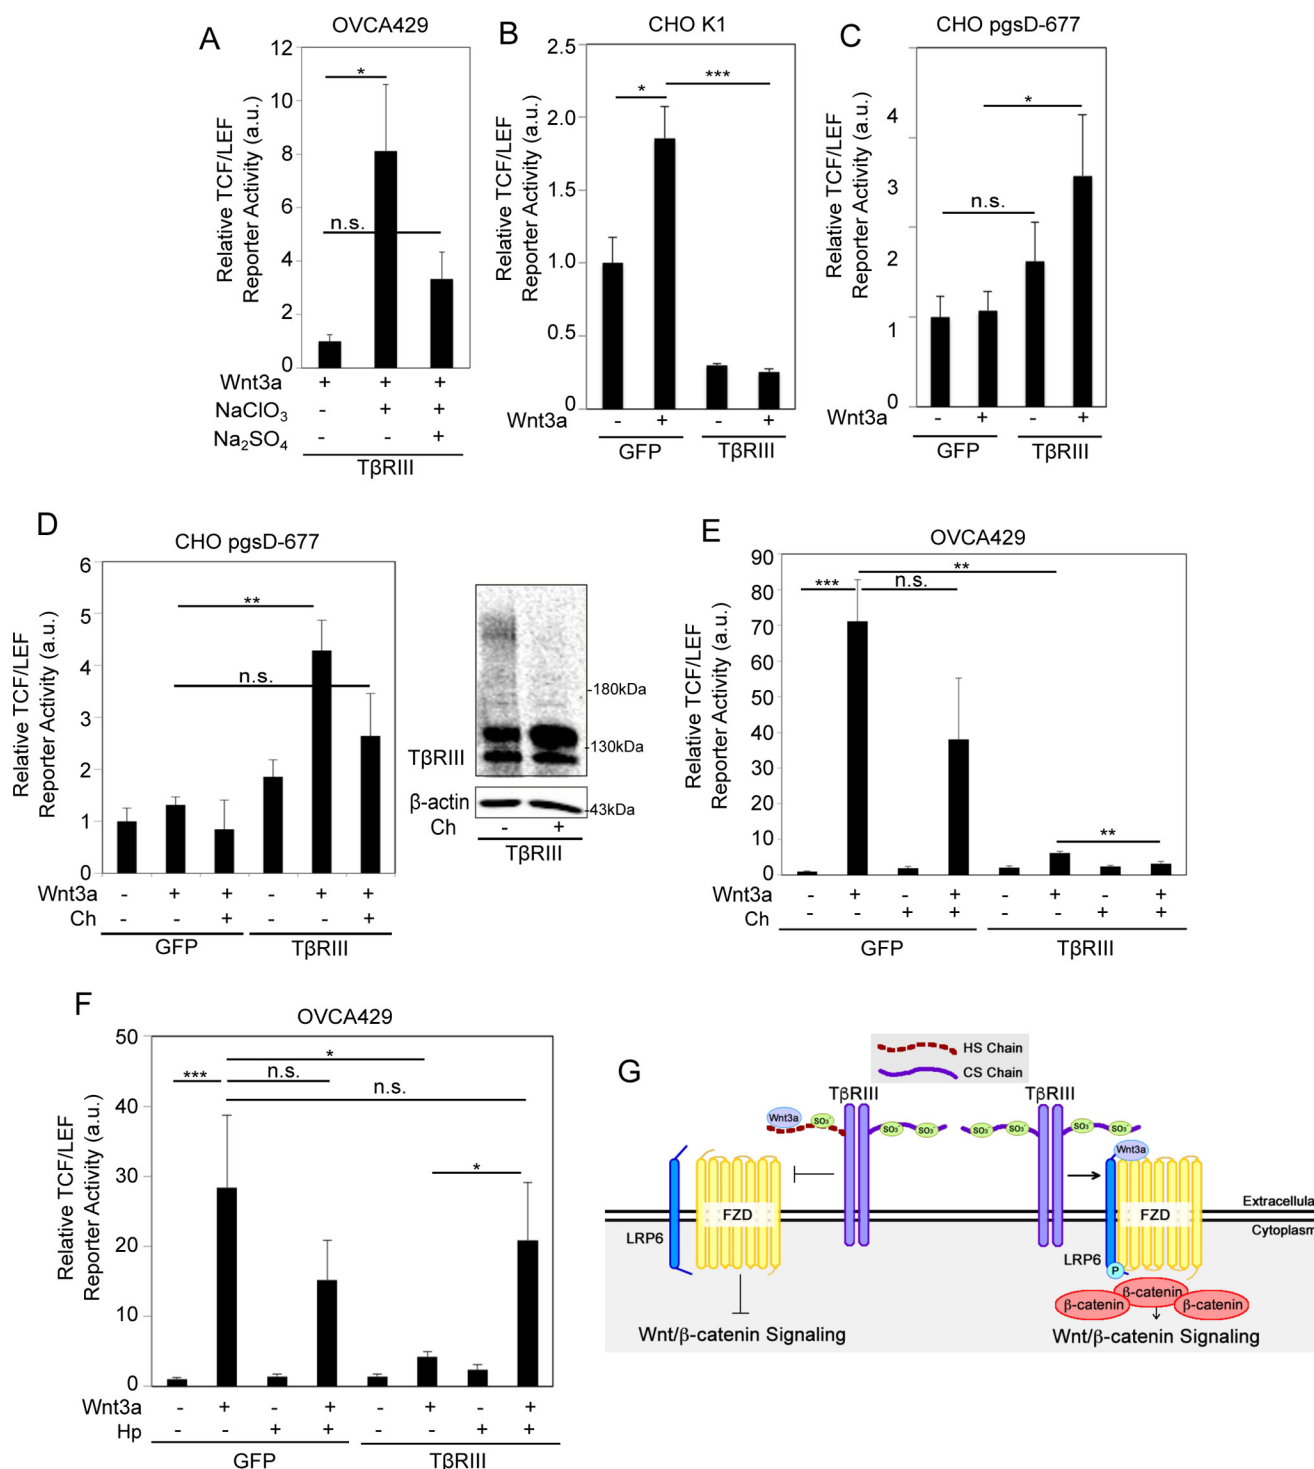 A
OVCA429
Relative TCF/LEF
Reporter Activity (a.u.)
12
10
8
6
4
2
0
*
n.s.
Wnt3a + + +
NaClO3 - + +
Na2SO4 - - +
TβRIII
B
CHO K1
Relative TCF/LEF
Reporter Activity (a.u.)
2.5
2.0
1.5
1.0
0.5
0
*
***
Wnt3a - + - +
GFP TβRIII
C
CHO pgsD-677
Relative TCF/LEF
Reporter Activity (a.u.)
4
3
2
1
0
*
n.s.
Wnt3a - + - +
GFP TβRIII
D
CHO pgsD-677
Relative TCF/LEF
Reporter Activity (a.u.)
6
5
4
3
2
1
0
**
n.s.
Wnt3a - + + - + +
Ch - - + - - +
GFP TβRIII
-180kDa
-130kDa
TβRIII
β-actin
-43kDa
Ch - +
TβRIII
E
OVCA429
Relative TCF/LEF
Reporter Activity (a.u.)
90
80
70
60
50
40
30
20
10
0
***
n.s.
**
**
Wnt3a - + - + - + - +
Ch - - + + - - + +
GFP TβRIII
F
OVCA429
Relative TCF/LEF
Reporter Activity (a.u.)
50
40
30
20
10
0
*
***
n.s.
n.s.
*
Wnt3a - + - + - + - +
Hp - - + + - - + +
GFP TβRIII
G
HS Chain
CS Chain
TβRIII TβRIII
Wnt3a SO3- SO3- SO3- SO3- SO3- SO3- SO3-
Wnt3a
FZD FZD
Extracellular
Cytoplasm
LRP6 LRP6
P
β-catenin
β-catenin β-catenin
Wnt/β-catenin Signaling Wnt/β-catenin Signaling